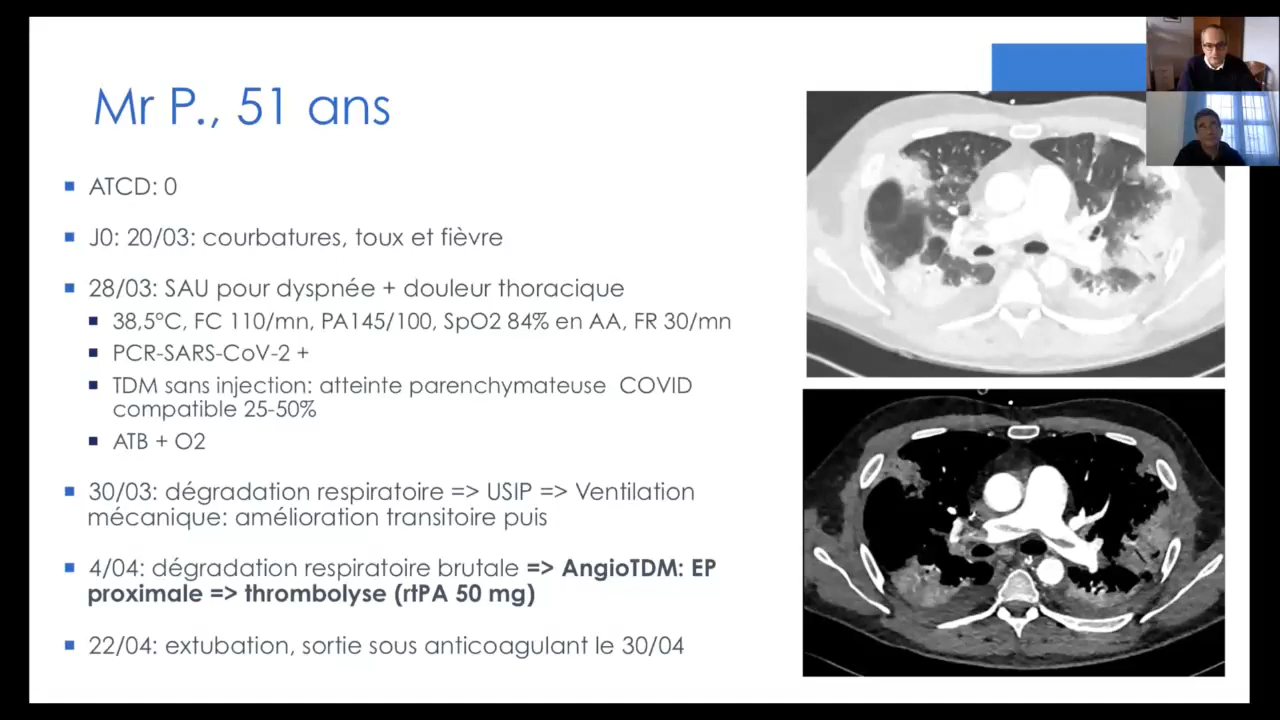 Mr P., 51 ans
ATCD: 0
J0: 20/03: courbatures, toux et fièvre
28/03: SAU pour dyspnée + douleur thoracique
38,5°C, FC 110/mn, PA145/100, SpO2 84% en AA, FR 30/mn
PCR-SARS-CoV-2 +
TDM sans injection: atteinte parenchymateuse COVID
compatible 25-50%
ATB + O2
30/03: dégradation respiratoire => USIP => Ventilation
mécanique: amélioration transitoire puis
4/04: dégradation respiratoire brutale => AngioTDM: EP
proximale => thrombolyse (rtPA 50 mg)
22/04: extubation, sortie sous anticoagulant le 30/04